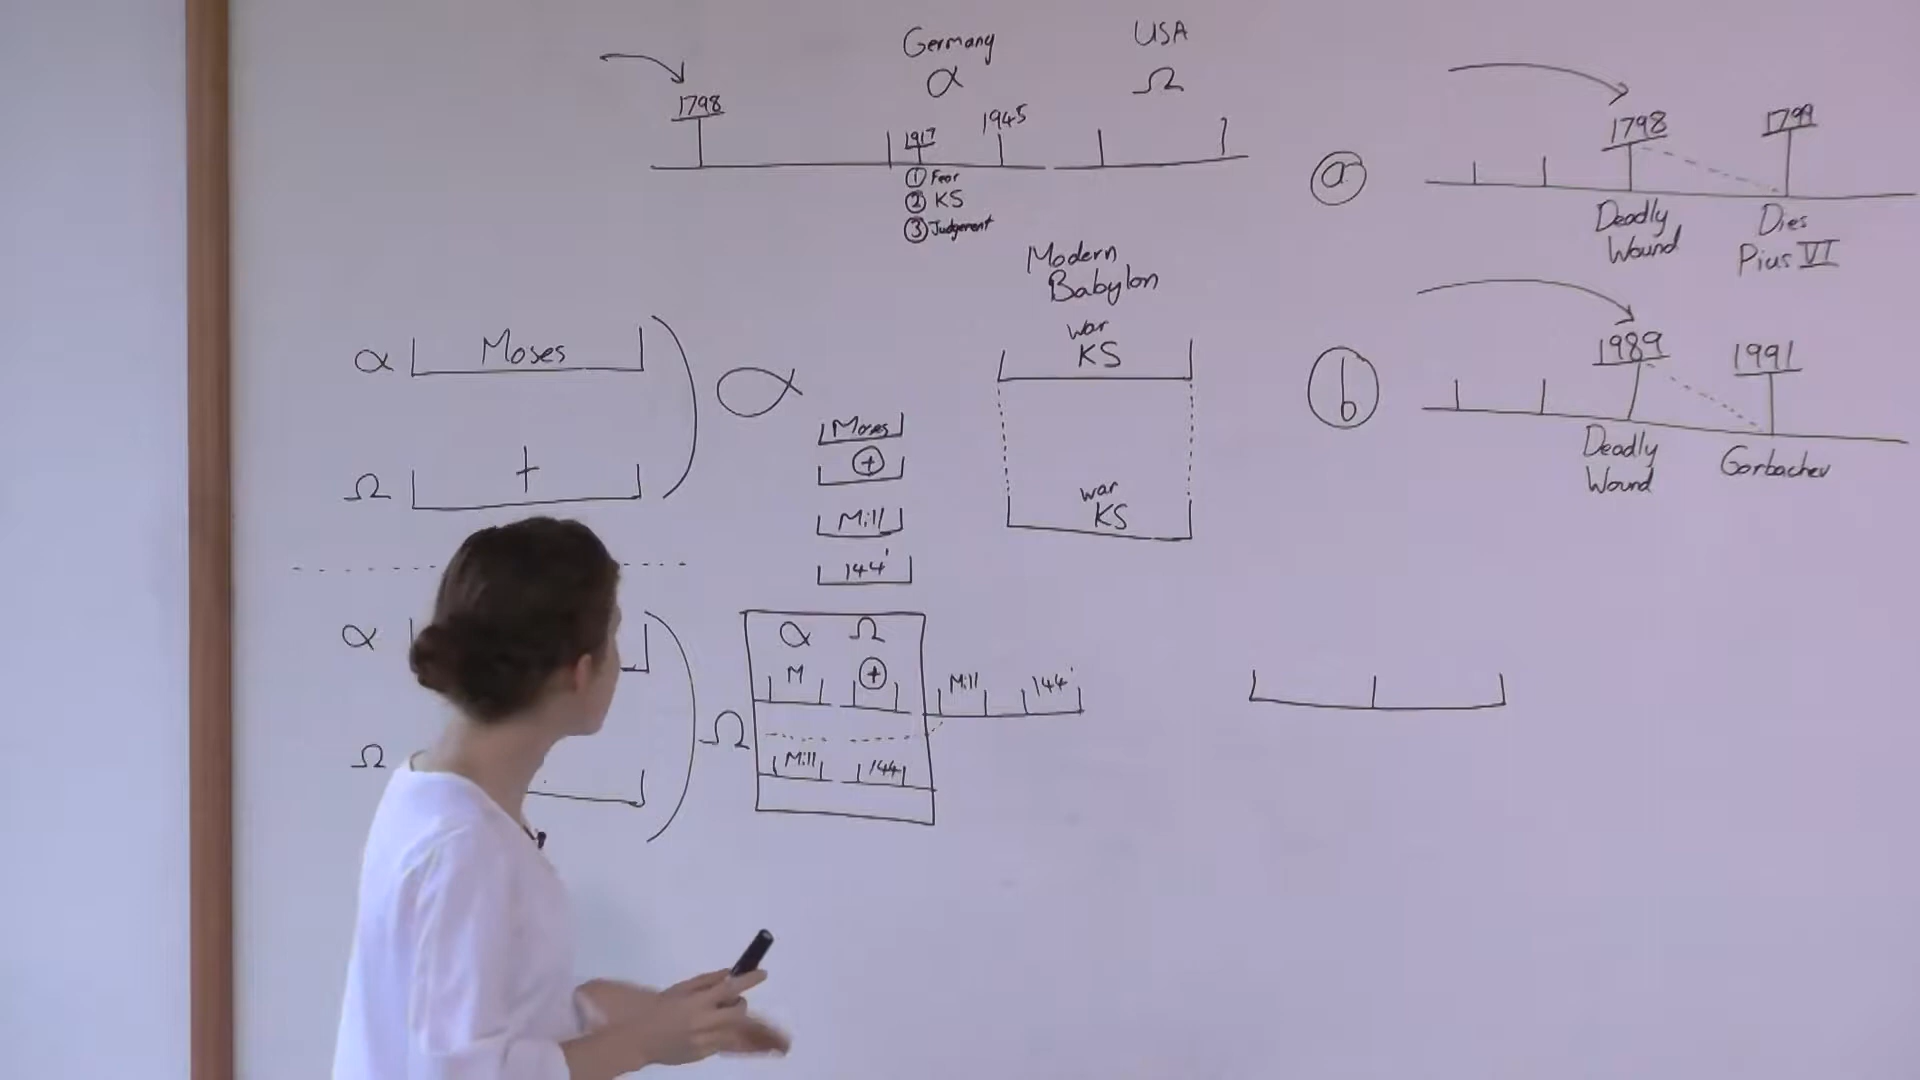 Germany
α
USA
Ω
1798
1917
1945
① Fear
② KS
③ Judgement
ⓐ
1798
1799
Deadly
Wound
Dies
Pius VI
ⓑ
1989
1991
Deadly
Wound
Gorbachev
Modern
Babylon
war
KS
war
KS
α
Moses
Ω
α
Moses
Mill
144'
α
Ω
Ω
α Ω
M
Mill 144'
Mill 144